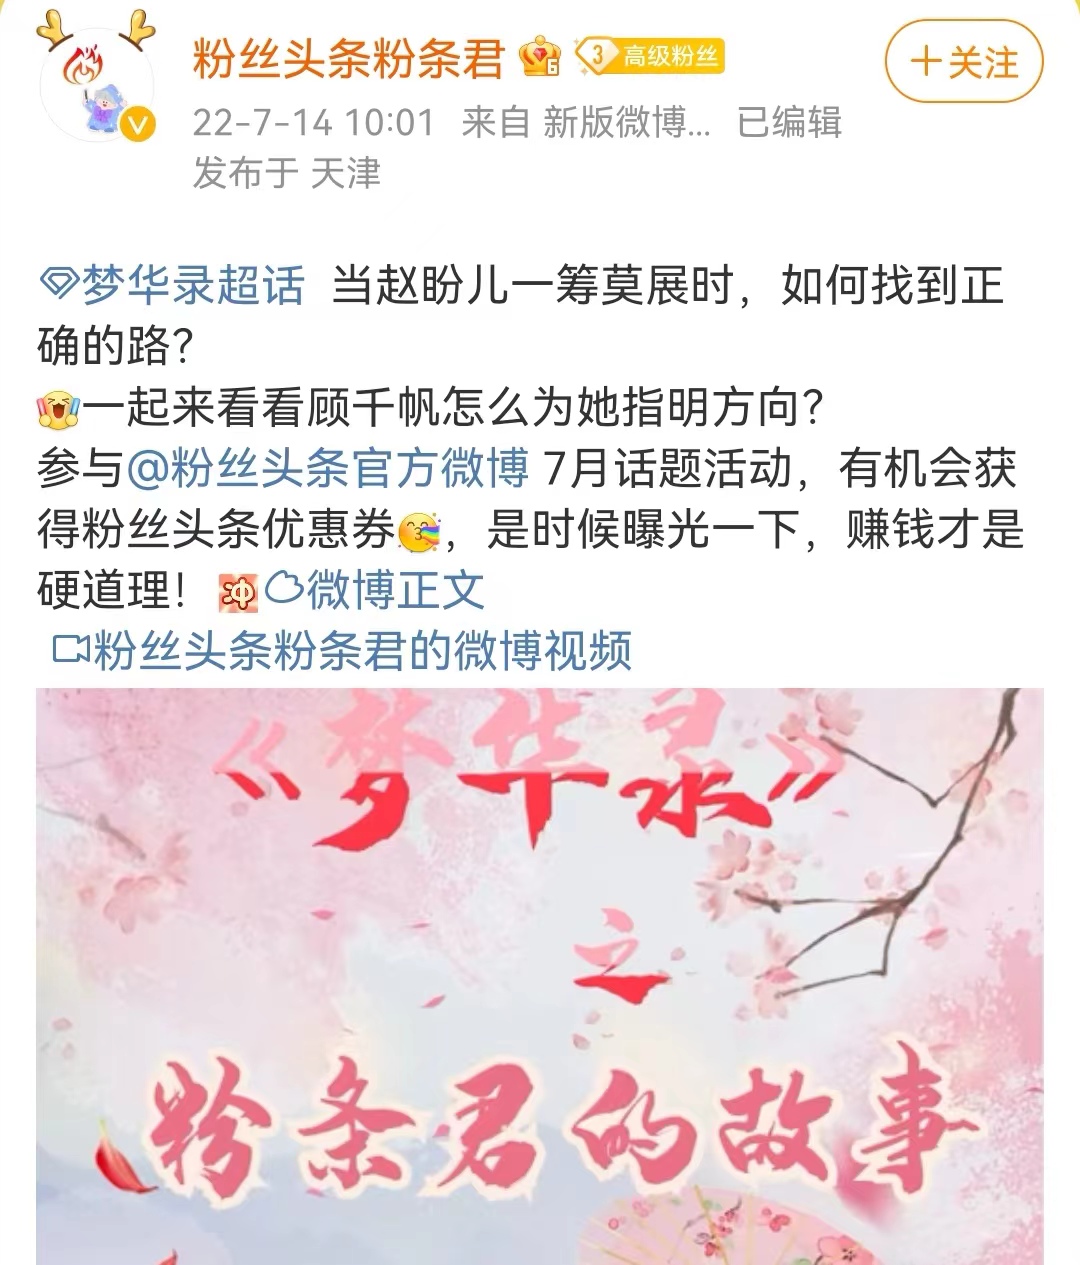 粉丝头条粉条君 6 3 高级粉丝 +关注
22-7-14 10:01 来自 新版微博... 已编辑
发布于 天津
梦华录超话 当赵盼儿一筹莫展时，如何找到正
确的路？
一起来看看顾千帆怎么为她指明方向？
参与@粉丝头条官方微博 7月话题活动，有机会获
得粉丝头条优惠券，是时候曝光一下，赚钱才是
硬道理！ 冲 微博正文
粉丝头条粉条君的微博视频
《梦华录》
之
粉条君的故事